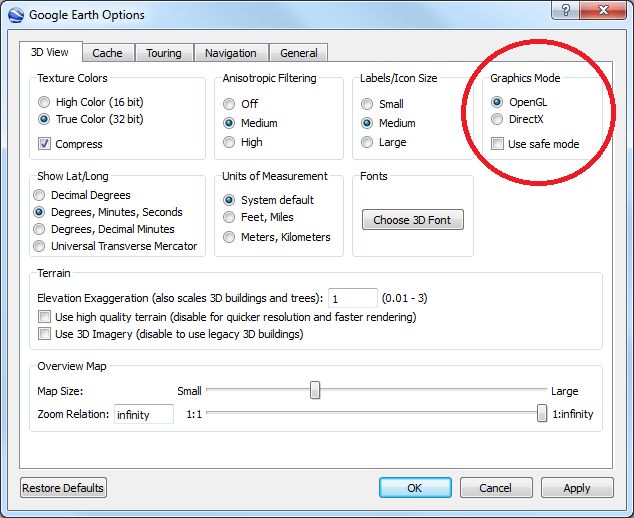 Google Earth Options
3D View Cache Touring Navigation General
Texture Colors
High Color (16 bit)
True Color (32 bit)
Compress
Anisotropic Filtering
Off
Medium
High
Labels/Icon Size
Small
Medium
Large
Graphics Mode
OpenGL
DirectX
Use safe mode
Show Lat/Long
Decimal Degrees
Degrees, Minutes, Seconds
Degrees, Decimal Minutes
Universal Transverse Mercator
Units of Measurement
System default
Feet, Miles
Meters, Kilometers
Fonts
Choose 3D Font
Terrain
Elevation Exaggeration (also scales 3D buildings and trees): 1 (0.01 - 3)
Use high quality terrain (disable for quicker resolution and faster rendering)
Use 3D Imagery (disable to use legacy 3D buildings)
Overview Map
Map Size: Small Large
Zoom Relation: infinity 1:1 1:infinity
Restore Defaults OK Cancel Apply